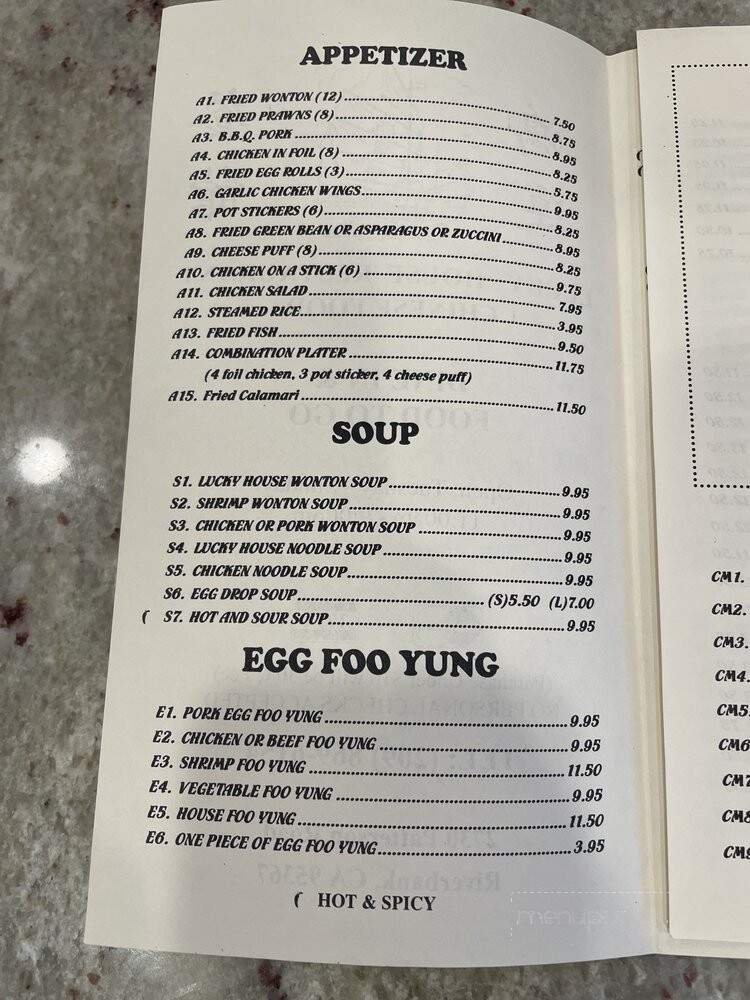 APPETIZER
A1. FRIED WONTON (12) 7.50
A2. FRIED PRAWNS (8) 8.75
A3. B.B.Q. PORK 8.95
A4. CHICKEN IN FOIL (8) 8.25
A5. FRIED EGG ROLLS (3) 5.75
A6. GARLIC CHICKEN WINGS 9.95
A7. POT STICKERS (6) 8.25
A8. FRIED GREEN BEAN OR ASPARAGUS OR ZUCCINI 8.95
A9. CHEESE PUFF (8) 8.25
A10. CHICKEN ON A STICK (6) 9.75
A11. CHICKEN SALAD 7.95
A12. STEAMED RICE 3.95
A13. FRIED FISH 9.50
A14. COMBINATION PLATER 11.75
(4 foil chicken, 3 pot sticker, 4 cheese puff)
A15. Fried Calamari 11.50
SOUP
S1. LUCKY HOUSE WONTON SOUP 9.95
S2. SHRIMP WONTON SOUP 9.95
S3. CHICKEN OR PORK WONTON SOUP 9.95
S4. LUCKY HOUSE NOODLE SOUP 9.95
S5. CHICKEN NOODLE SOUP 9.95
S6. EGG DROP SOUP (S)5.50 (L)7.00
S7. HOT AND SOUR SOUP 9.95
EGG FOO YUNG
E1. PORK EGG FOO YUNG 9.95
E2. CHICKEN OR BEEF FOO YUNG 9.95
E3. SHRIMP FOO YUNG 11.50
E4. VEGETABLE FOO YUNG 9.95
E5. HOUSE FOO YUNG 11.50
E6. ONE PIECE OF EGG FOO YUNG 3.95
HOT & SPICY
CM1.
CM2.
CM3.
CM4.
CM5.
CM6
CM7
CM8